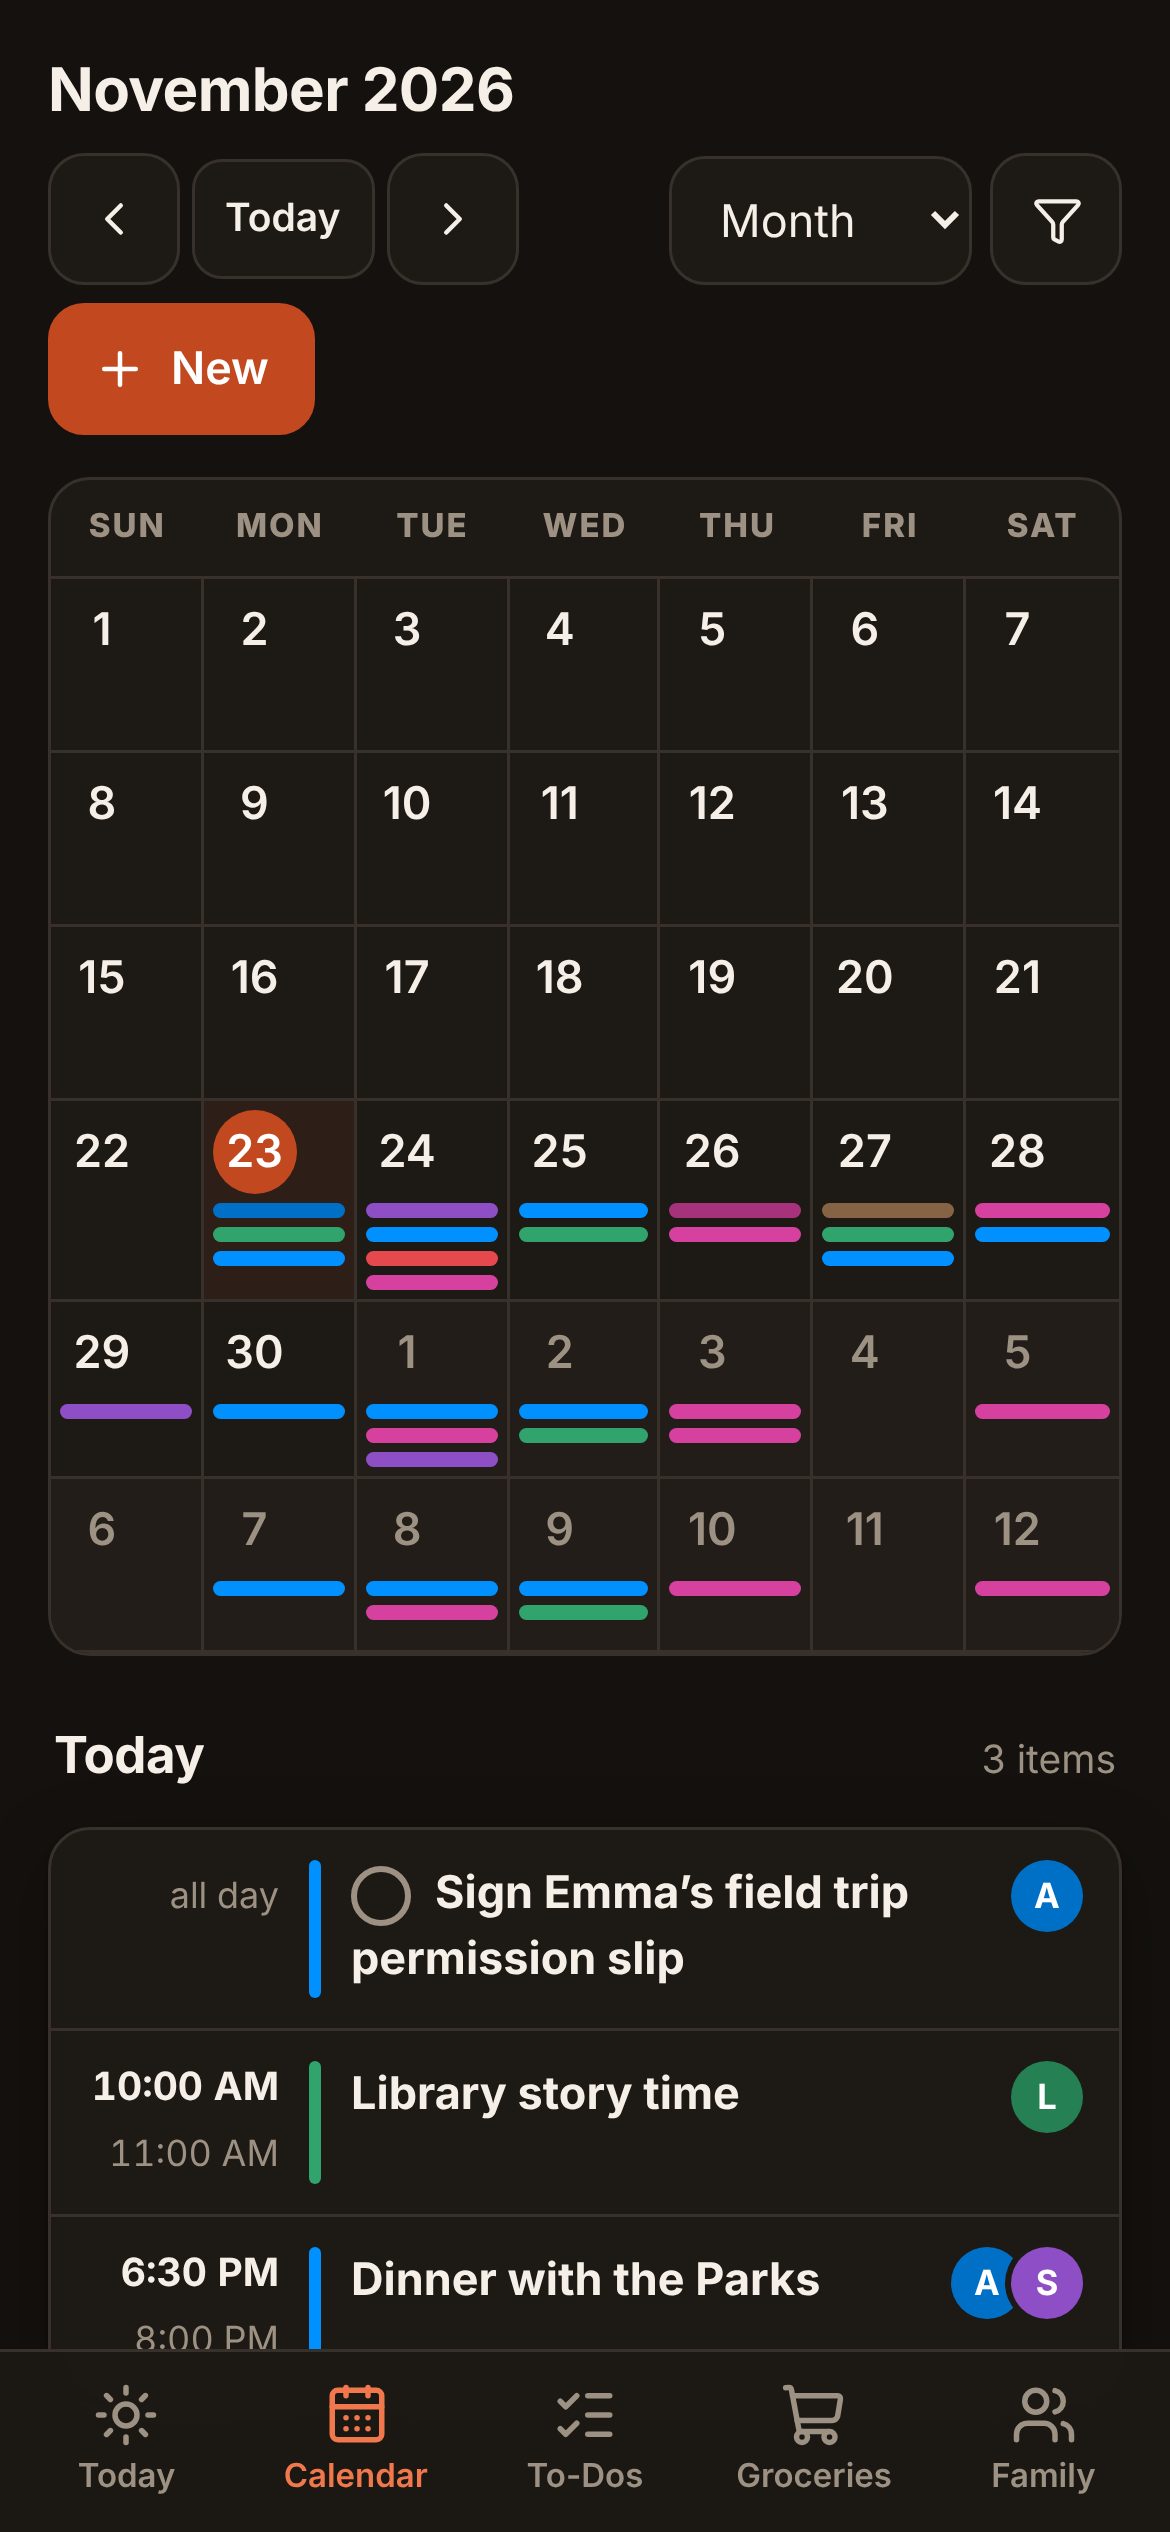 November 2026
Today
Month
New
SUN MON TUE WED THU FRI SAT
1 2 3 4 5 6 7
8 9 10 11 12 13 14
15 16 17 18 19 20 21
22 23 24 25 26 27 28
29 30 1 2 3 4 5
6 7 8 9 10 11 12
Today 3 items
all day Sign Emma’s field trip A
permission slip
10:00 AM Library story time L
11:00 AM
6:30 PM Dinner with the Parks A S
8:00 PM
Today Calendar To-Dos Groceries Family